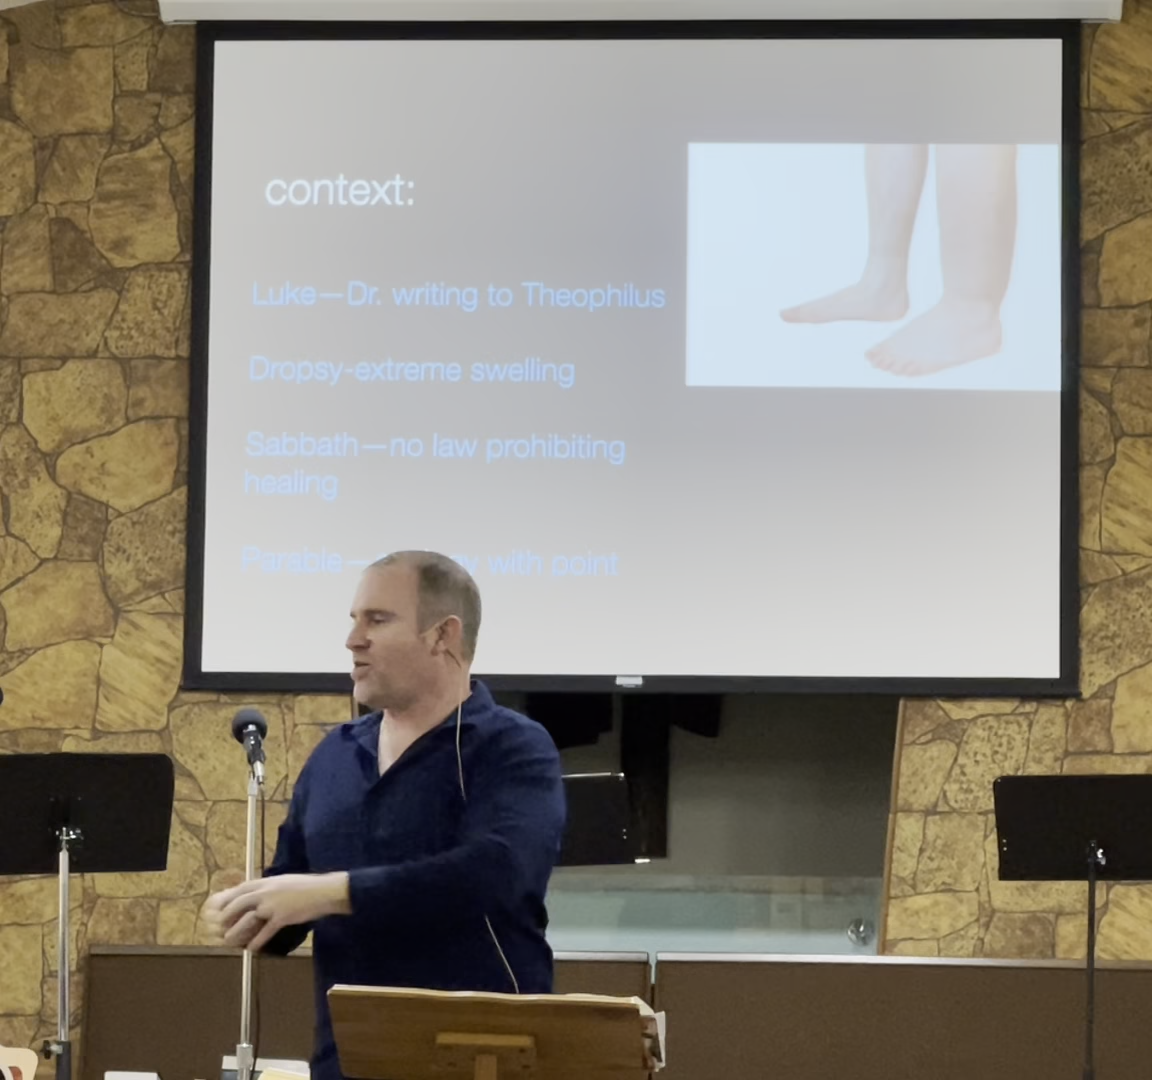 context:
Luke—Dr. writing to Theophilus
Dropsy-extreme swelling
Sabbath—no law prohibiting
healing
Parable— with point